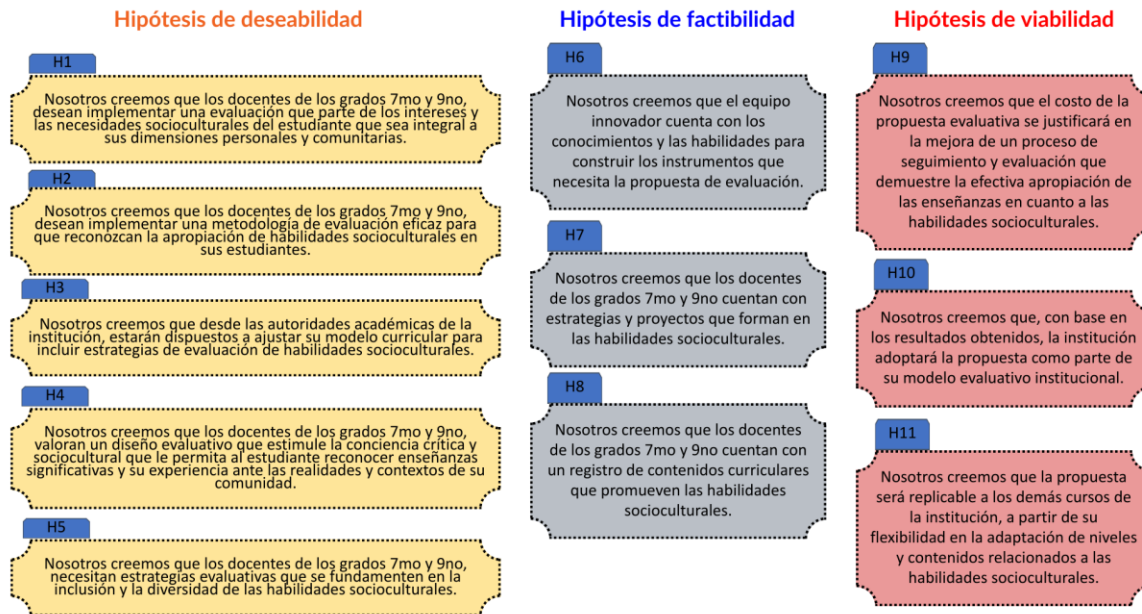 Hipótesis de deseabilidad
H1
Nosotros creemos que los docentes de los grados 7mo y 9no,
desean implementar una evaluación que parte de los intereses y
las necesidades socioculturales del estudiante que sea integral a
sus dimensiones personales y comunitarias.
H2
Nosotros creemos que los docentes de los grados 7mo y 9no,
desean implementar una metodología de evaluación eficaz para
que reconozcan la apropiación de habilidades socioculturales en
sus estudiantes.
H3
Nosotros creemos que desde las autoridades académicas de la
institución, estarán dispuestos a ajustar su modelo curricular para
incluir estrategias de evaluación de habilidades socioculturales.
H4
Nosotros creemos que los docentes de los grados 7mo y 9no,
valoran un diseño evaluativo que estimule la conciencia crítica y
sociocultural que le permita al estudiante reconocer enseñanzas
significativas y su experiencia ante las realidades y contextos de su
comunidad.
H5
Nosotros creemos que los docentes de los grados 7mo y 9no,
necesitan estrategias evaluativas que se fundamenten en la
inclusión y la diversidad de las habilidades socioculturales.
Hipótesis de factibilidad
H6
Nosotros creemos que el equipo
innovador cuenta con los
conocimientos y las habilidades para
construir los instrumentos que
necesita la propuesta de evaluación.
H7
Nosotros creemos que los docentes
de los grados 7mo y 9no cuentan con
estrategias y proyectos que forman en
las habilidades socioculturales.
H8
Nosotros creemos que los docentes
de los grados 7mo y 9no cuentan con
un registro de contenidos curriculares
que promueven las habilidades
socioculturales.
Hipótesis de viabilidad
H9
Nosotros creemos que el costo de la
propuesta evaluativa se justificará en
la mejora de un proceso de
seguimiento y evaluación que
demuestre la efectiva apropiación de
las enseñanzas en cuanto a las
habilidades socioculturales.
H10
Nosotros creemos que, con base en
los resultados obtenidos, la institución
adoptará la propuesta como parte de
su modelo evaluativo institucional.
H11
Nosotros creemos que la propuesta
será replicable a los demás cursos de
la institución, a partir de su
flexibilidad en la adaptación de niveles
y contenidos relacionados a las
habilidades socioculturales.